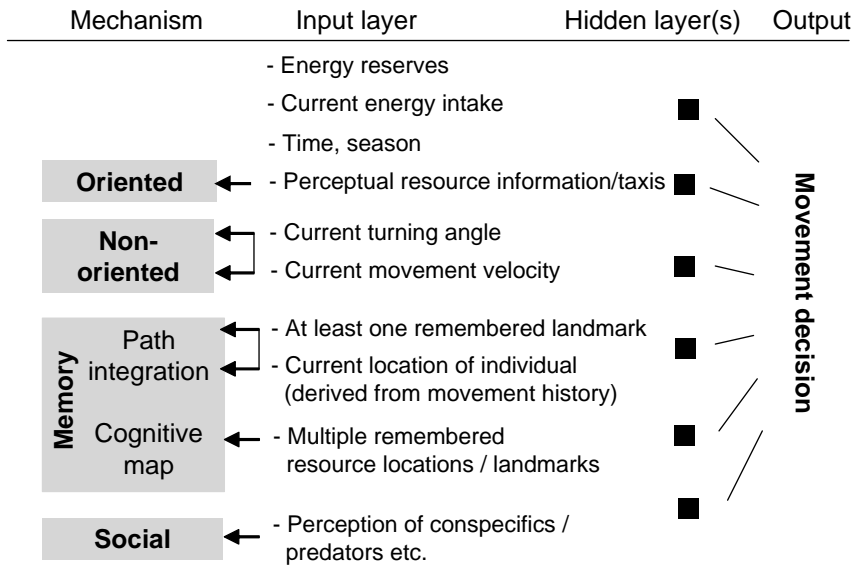 Mechanism Input layer Hidden layer(s) Output
- Energy reserves
- Current energy intake
- Time, season
Oriented - Perceptual resource information/taxis
Non-
oriented
- Current turning angle
- Current movement velocity
Memory
Path
integration
- At least one remembered landmark
- Current location of individual
(derived from movement history)
Cognitive
map
- Multiple remembered
resource locations / landmarks
Social
- Perception of conspecifics /
predators etc.
Movement decision